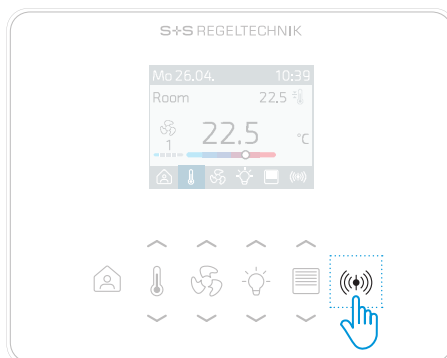 S+S REGELTECHNIK
Mo 26.04. 10:39
Room 22.5
22.5 °C
1